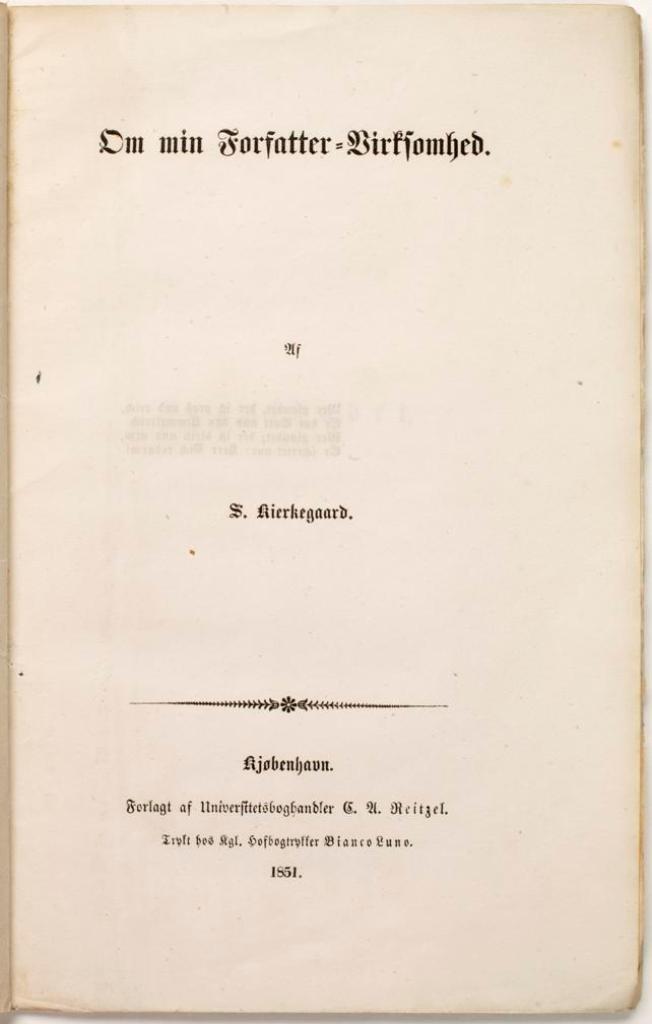 Om min Forfatter=Virksomhed.
Af
S. Kierkegaard.
Kjøbenhavn.
Forlagt af Universitetsboghandler C. A. Reitzel.
Trykt hos Kgl. Hofbogtrykker Bianco Luno.
1851.